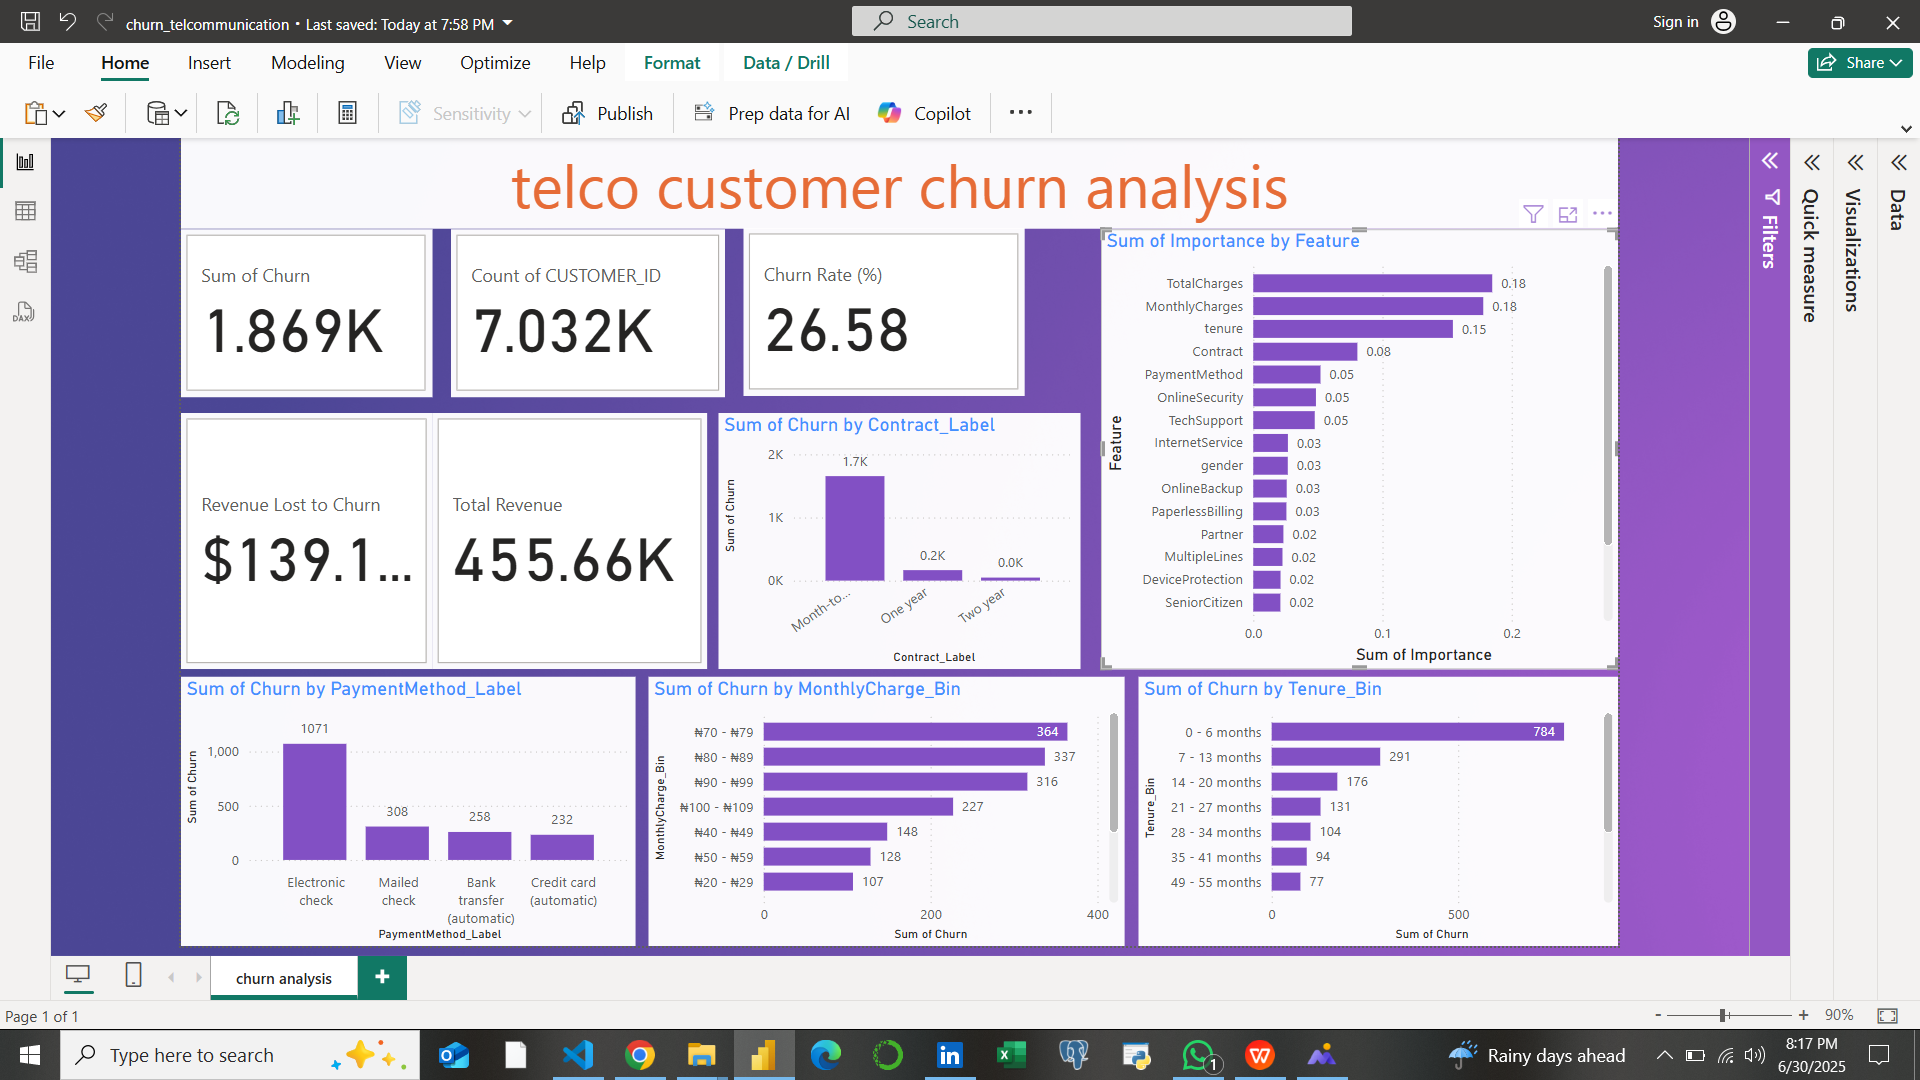 churn_telcommunication • Last saved: Today at 7:58 PM
Search
Sign in
File
Home
Insert
Modeling
View
Optimize
Help
Format
Data / Drill
Share
Sensitivity
Publish
Prep data for AI
Copilot
telco customer churn analysis
Sum of Churn
1.869K
Count of CUSTOMER_ID
7.032K
Churn Rate (%)
26.58
Revenue Lost to Churn
$139.1...
Total Revenue
455.66K
Sum of Churn by Contract_Label
Sum of Churn
2K
1K
0K
1.7K
0.2K
0.0K
Month-to...
One year
Two year
Contract_Label
Sum of Importance by Feature
Feature
TotalCharges 0.18
MonthlyCharges 0.18
tenure 0.15
Contract 0.08
PaymentMethod 0.05
OnlineSecurity 0.05
TechSupport 0.05
InternetService 0.03
gender 0.03
OnlineBackup 0.03
PaperlessBilling 0.03
Partner 0.02
MultipleLines 0.02
DeviceProtection 0.02
SeniorCitizen 0.02
0.0 0.1 0.2
Sum of Importance
Sum of Churn by PaymentMethod_Label
Sum of Churn
1,000
500
0
1071
308
258
232
Electronic check
Mailed check
Bank transfer (automatic)
Credit card (automatic)
PaymentMethod_Label
Sum of Churn by MonthlyCharge_Bin
MonthlyCharge_Bin
₦70 - ₦79 364
₦80 - ₦89 337
₦90 - ₦99 316
₦100 - ₦109 227
₦40 - ₦49 148
₦50 - ₦59 128
₦20 - ₦29 107
0 200 400
Sum of Churn
Sum of Churn by Tenure_Bin
Tenure_Bin
0 - 6 months 784
7 - 13 months 291
14 - 20 months 176
21 - 27 months 131
28 - 34 months 104
35 - 41 months 94
49 - 55 months 77
0 500
Sum of Churn
Filters
Quick measure
Visualizations
Data
DAX
churn analysis
Page 1 of 1
90%
Type here to search
in
1
Rainy days ahead
8:17 PM
6/30/2025